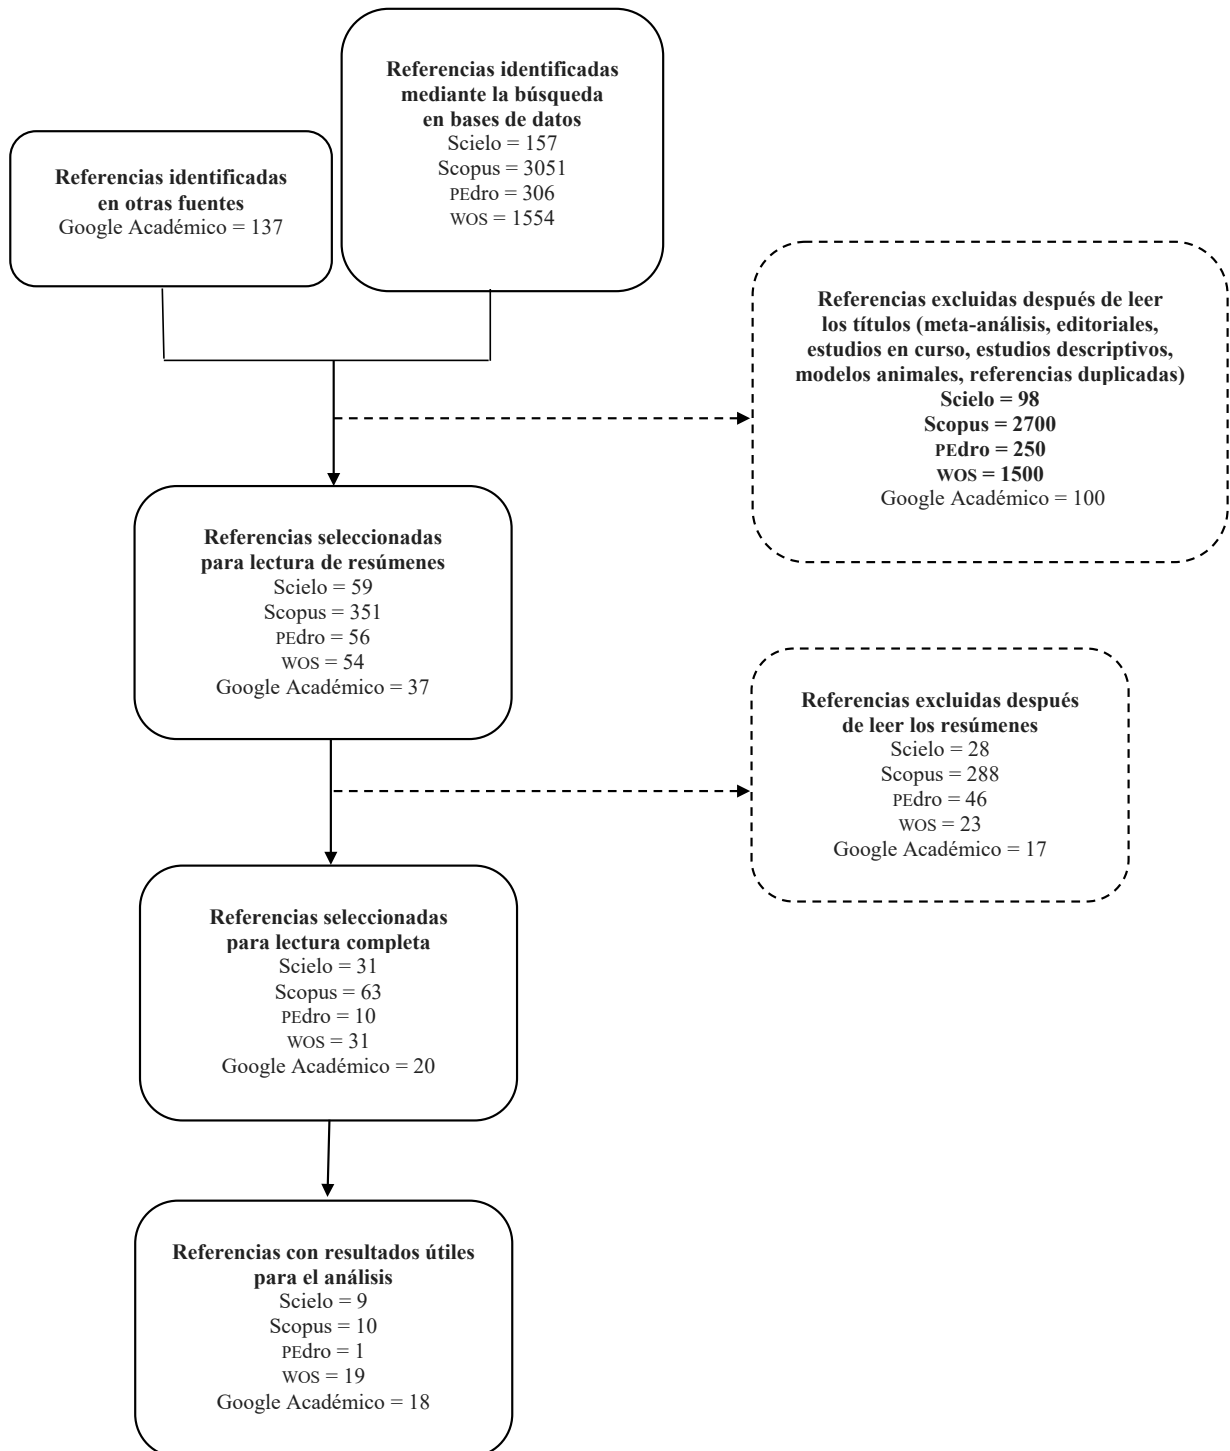 Referencias identificadas
mediante la búsqueda
en bases de datos
Scielo = 157
Scopus = 3051
PEdro = 306
WOS = 1554
Referencias identificadas
en otras fuentes
Google Académico = 137
Referencias excluidas después de leer
los títulos (meta-análisis, editoriales,
estudios en curso, estudios descriptivos,
modelos animales, referencias duplicadas)
Scielo = 98
Scopus = 2700
PEdro = 250
WOS = 1500
Google Académico = 100
Referencias seleccionadas
para lectura de resúmenes
Scielo = 59
Scopus = 351
PEdro = 56
WOS = 54
Google Académico = 37
Referencias excluidas después
de leer los resúmenes
Scielo = 28
Scopus = 288
PEdro = 46
WOS = 23
Google Académico = 17
Referencias seleccionadas
para lectura completa
Scielo = 31
Scopus = 63
PEdro = 10
WOS = 31
Google Académico = 20
Referencias con resultados útiles
para el análisis
Scielo = 9
Scopus = 10
PEdro = 1
WOS = 19
Google Académico = 18